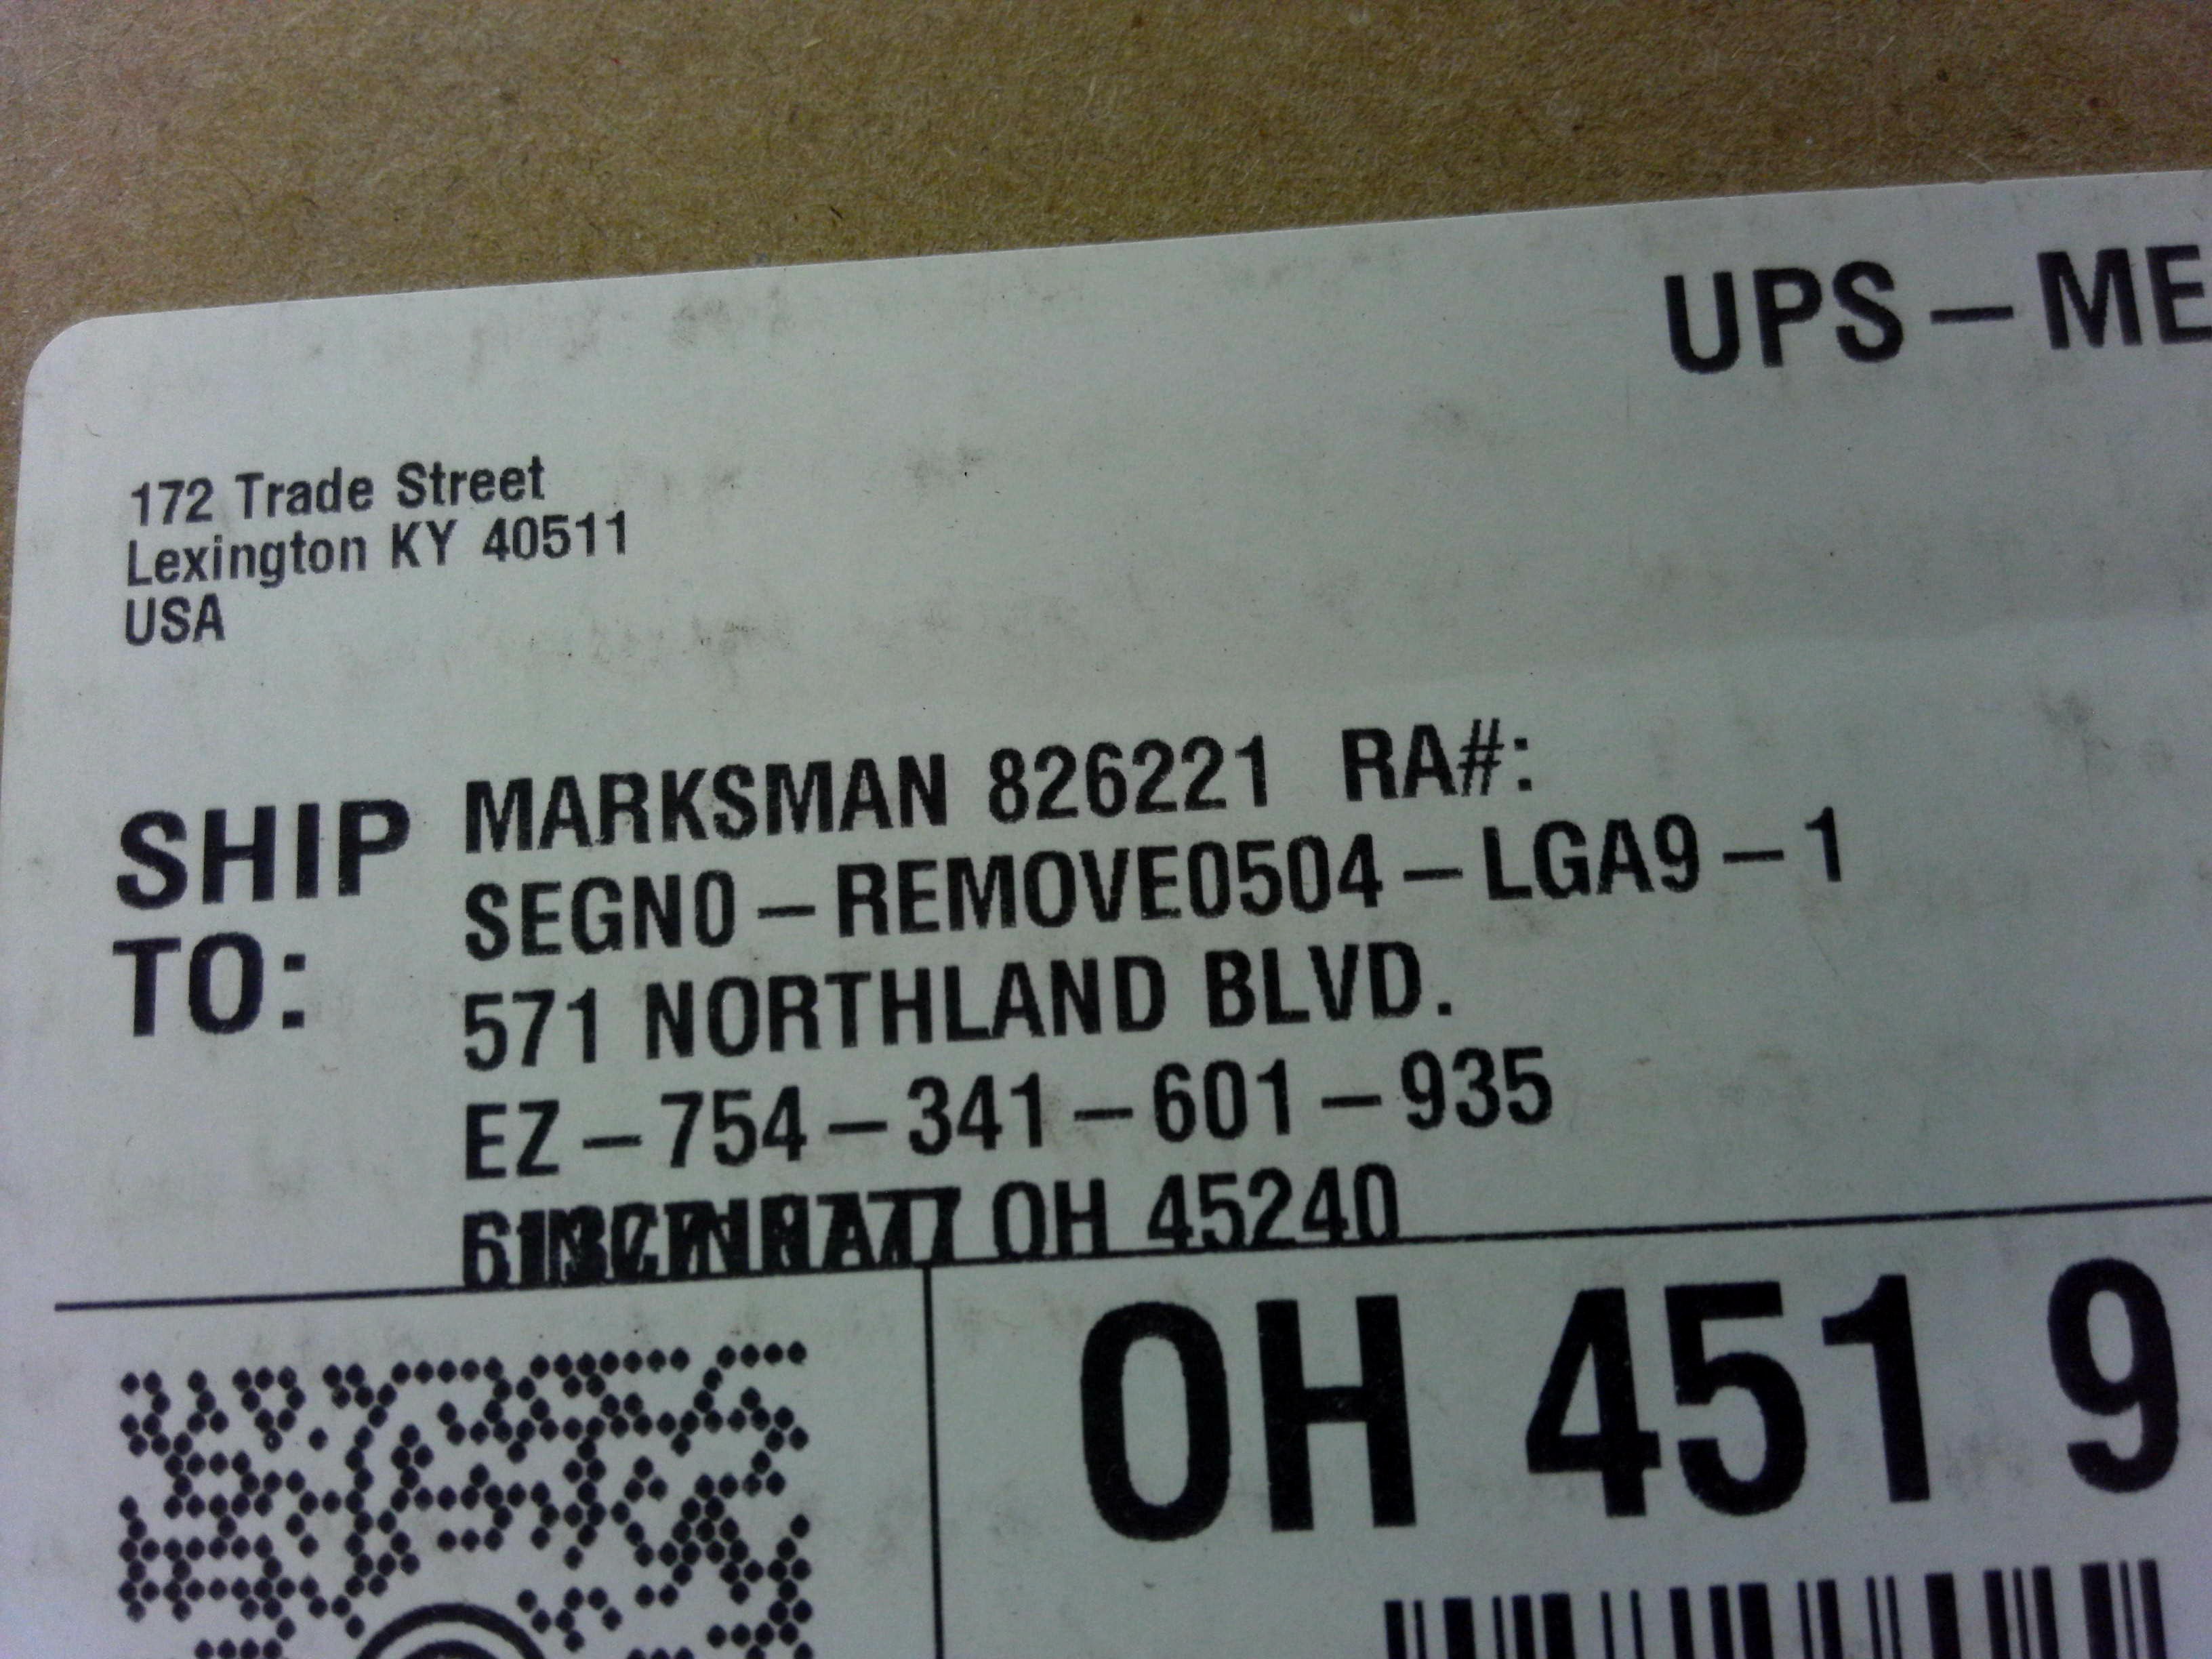 UPS - ME
172 Trade Street
Lexington KY 40511
USA
SHIP TO:
MARKSMAN 826221 RA#:
SEGN0 - REMOVE0504 - LGA9 - 1
571 NORTHLAND BLVD.
EZ - 754 - 341 - 601 - 935
OH 45240
OH 451 9